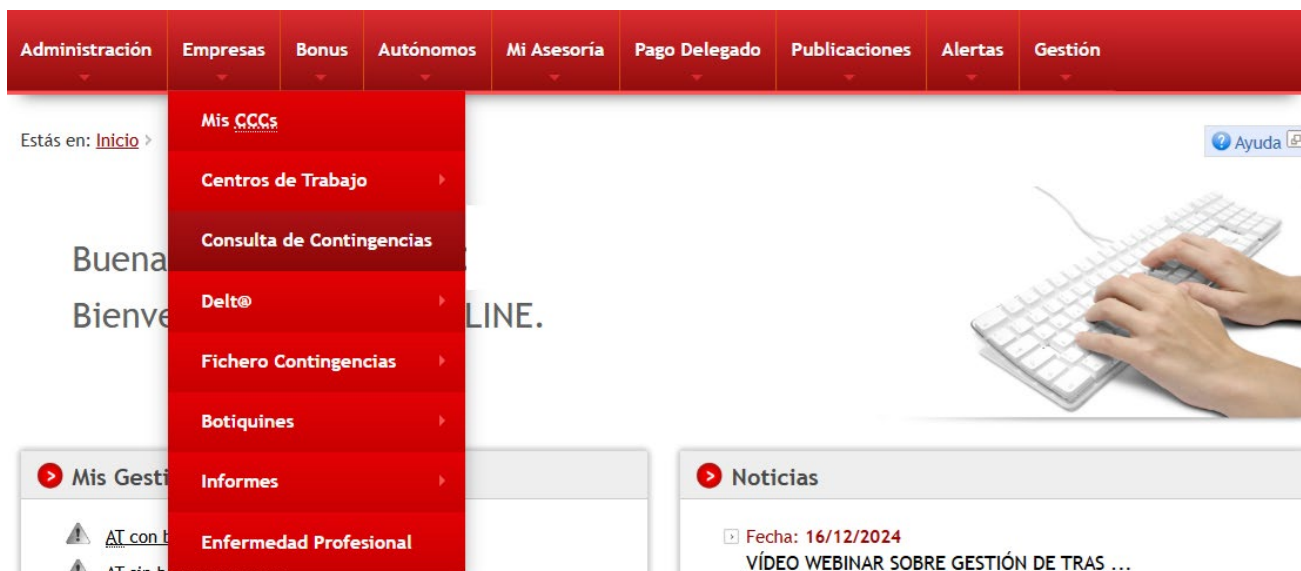 Administración Empresas Bonus Autónomos Mi Asesoría Pago Delegado Publicaciones Alertas Gestión
Mis CCCs
Estás en: Inicio >
Ayuda
Centros de Trabajo
Consulta de Contingencias
Buena
Delt@
Bienve LINE.
Fichero Contingencias
Botiquines
Mis Gesti
Informes
Noticias
AT con b
Enfermedad Profesional
Fecha: 16/12/2024
VÍDEO WEBINAR SOBRE GESTIÓN DE TRAS ...